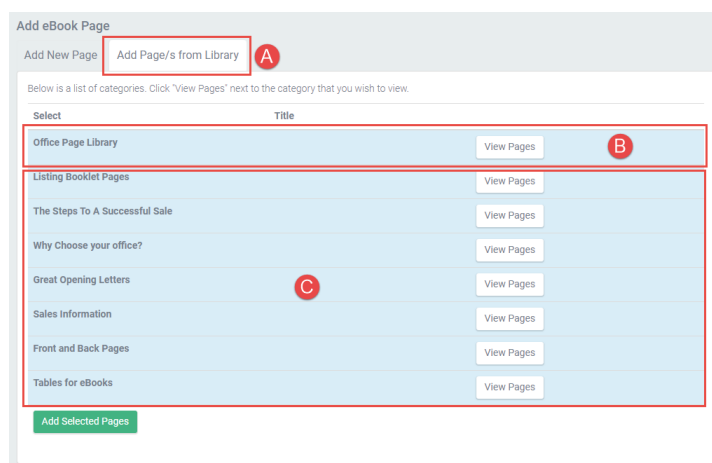 Add eBook Page
Add New Page Add Page/s from Library A
Below is a list of categories. Click "View Pages" next to the category that you wish to view.
Select Title
Office Page Library View Pages B
Listing Booklet Pages View Pages
The Steps To A Successful Sale View Pages
Why Choose your office? View Pages
Great Opening Letters C View Pages
Sales Information View Pages
Front and Back Pages View Pages
Tables for eBooks View Pages
Add Selected Pages